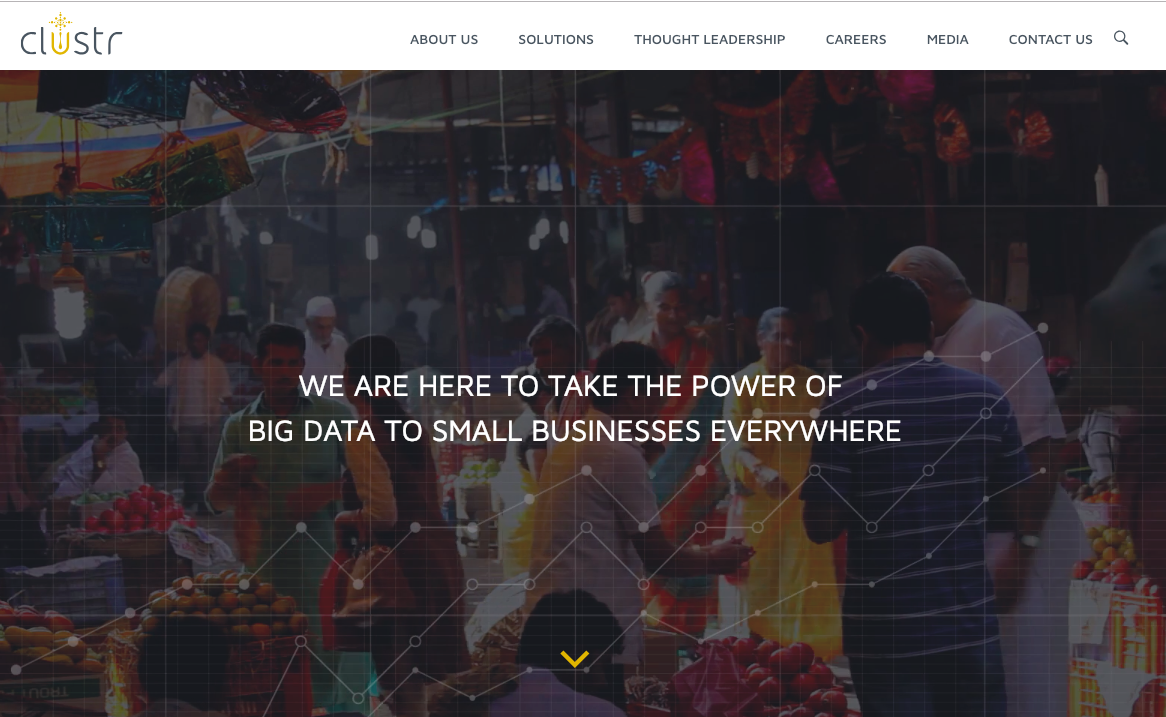 clustr
ABOUT US SOLUTIONS THOUGHT LEADERSHIP CAREERS MEDIA CONTACT US
WE ARE HERE TO TAKE THE POWER OF
BIG DATA TO SMALL BUSINESSES EVERYWHERE